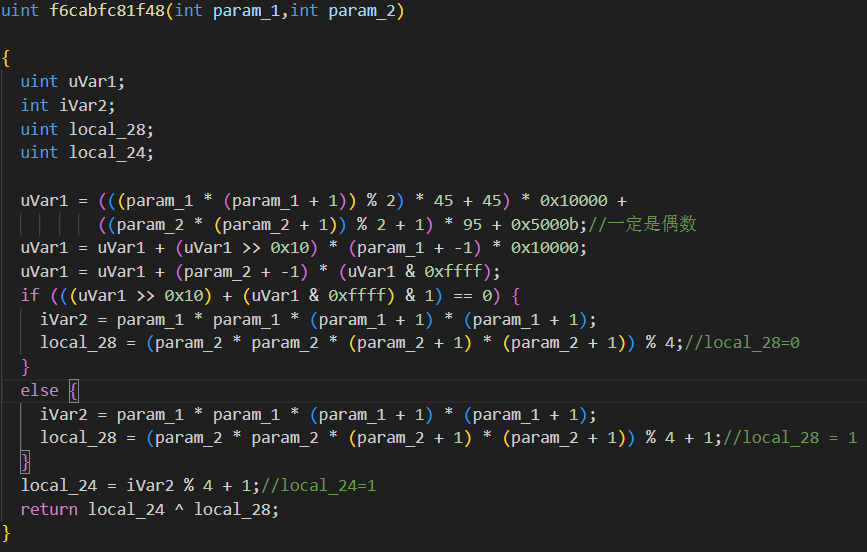 uint f6cabfc81f48(int param_1,int param_2)
{
  uint uVar1;
  int iVar2;
  uint local_28;
  uint local_24;
  uVar1 = (((param_1 * (param_1 + 1)) % 2) * 45 + 45) * 0x10000 +
          ((param_2 * (param_2 + 1)) % 2 + 1) * 95 + 0x5000b;//一定是偶数
  uVar1 = uVar1 + (uVar1 >> 0x10) * (param_1 + -1) * 0x10000;
  uVar1 = uVar1 + (param_2 + -1) * (uVar1 & 0xffff);
  if (((uVar1 >> 0x10) + (uVar1 & 0xffff) & 1) == 0) {
    iVar2 = param_1 * param_1 * (param_1 + 1) * (param_1 + 1);
    local_28 = (param_2 * param_2 * (param_2 + 1) * (param_2 + 1)) % 4;//local_28=0
  }
  else {
    iVar2 = param_1 * param_1 * (param_1 + 1) * (param_1 + 1);
    local_28 = (param_2 * param_2 * (param_2 + 1) * (param_2 + 1)) % 4 + 1;//local_28 = 1
  }
  local_24 = iVar2 % 4 + 1;//local_24=1
  return local_24 ^ local_28;
}